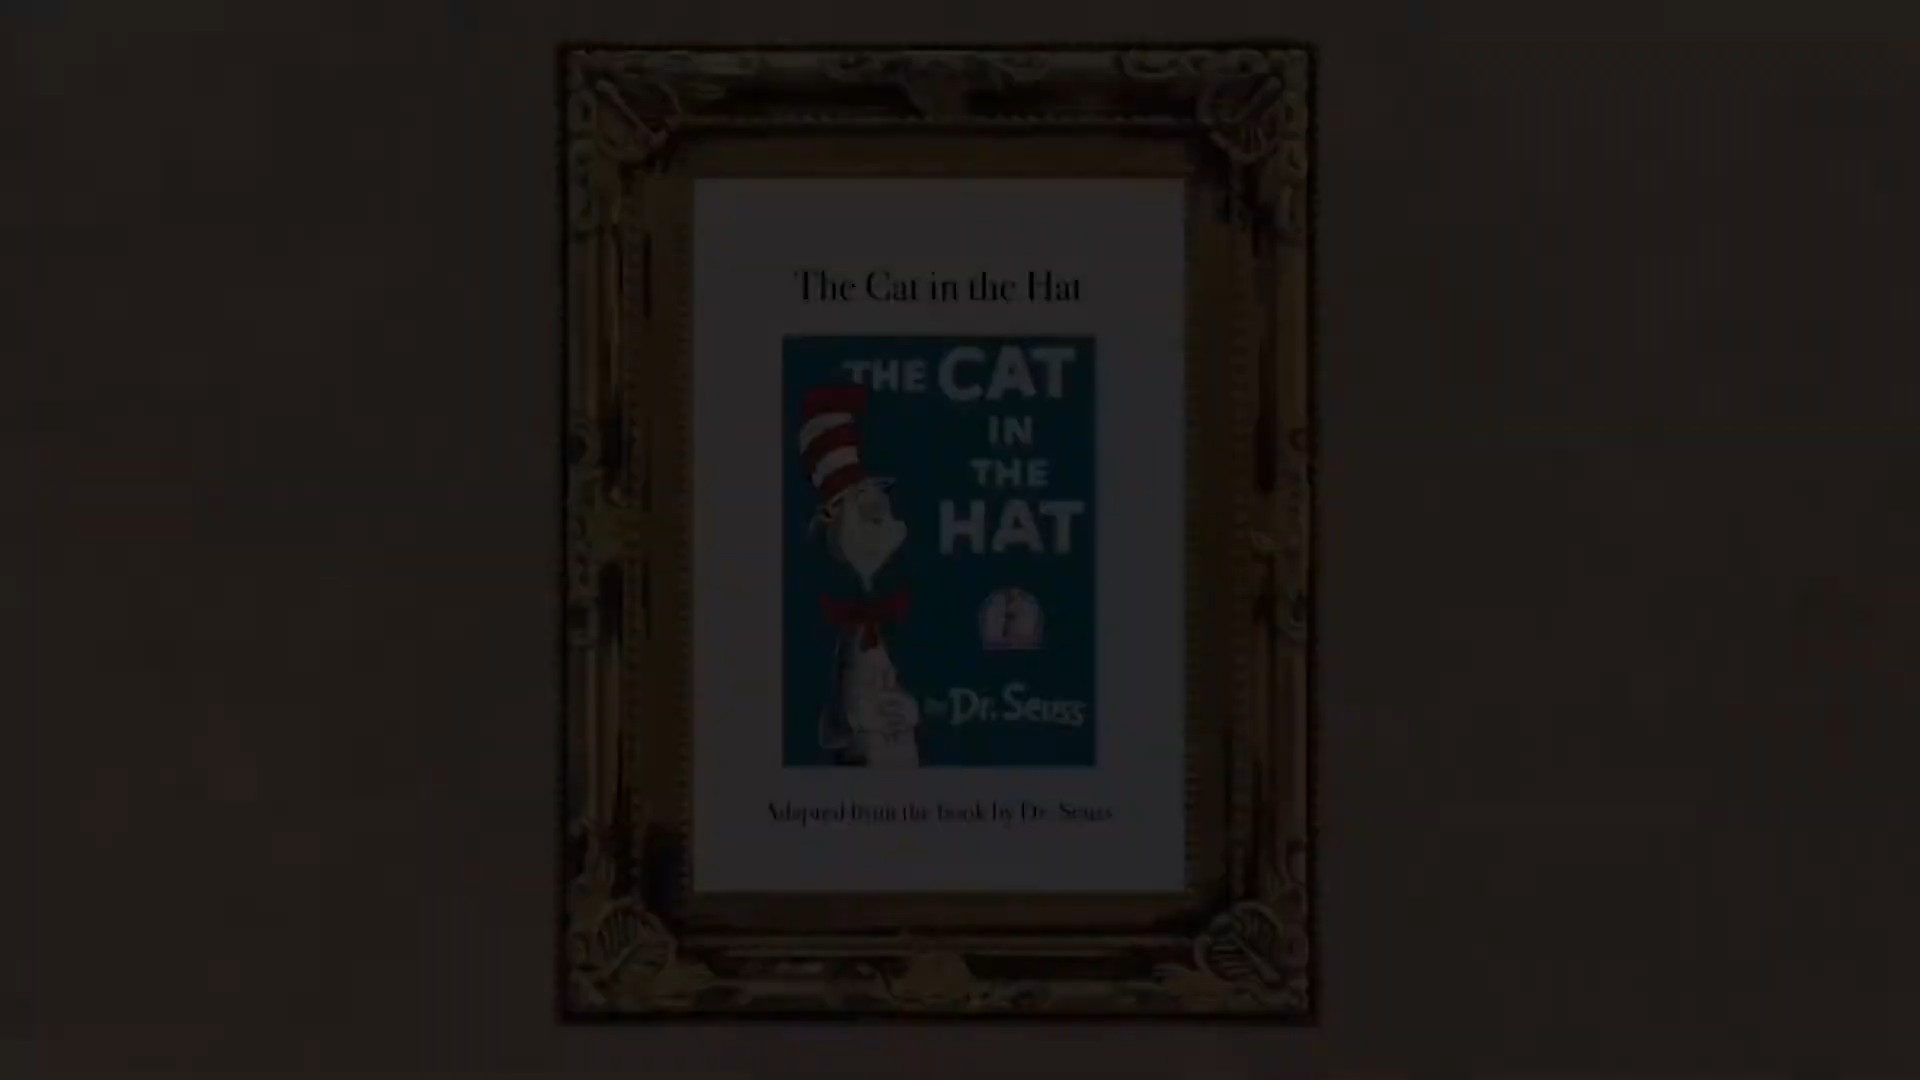 The Cat in the Hat
THE CAT
IN
THE
HAT
by Dr. Seuss
Adapted from the book by Dr. Seuss